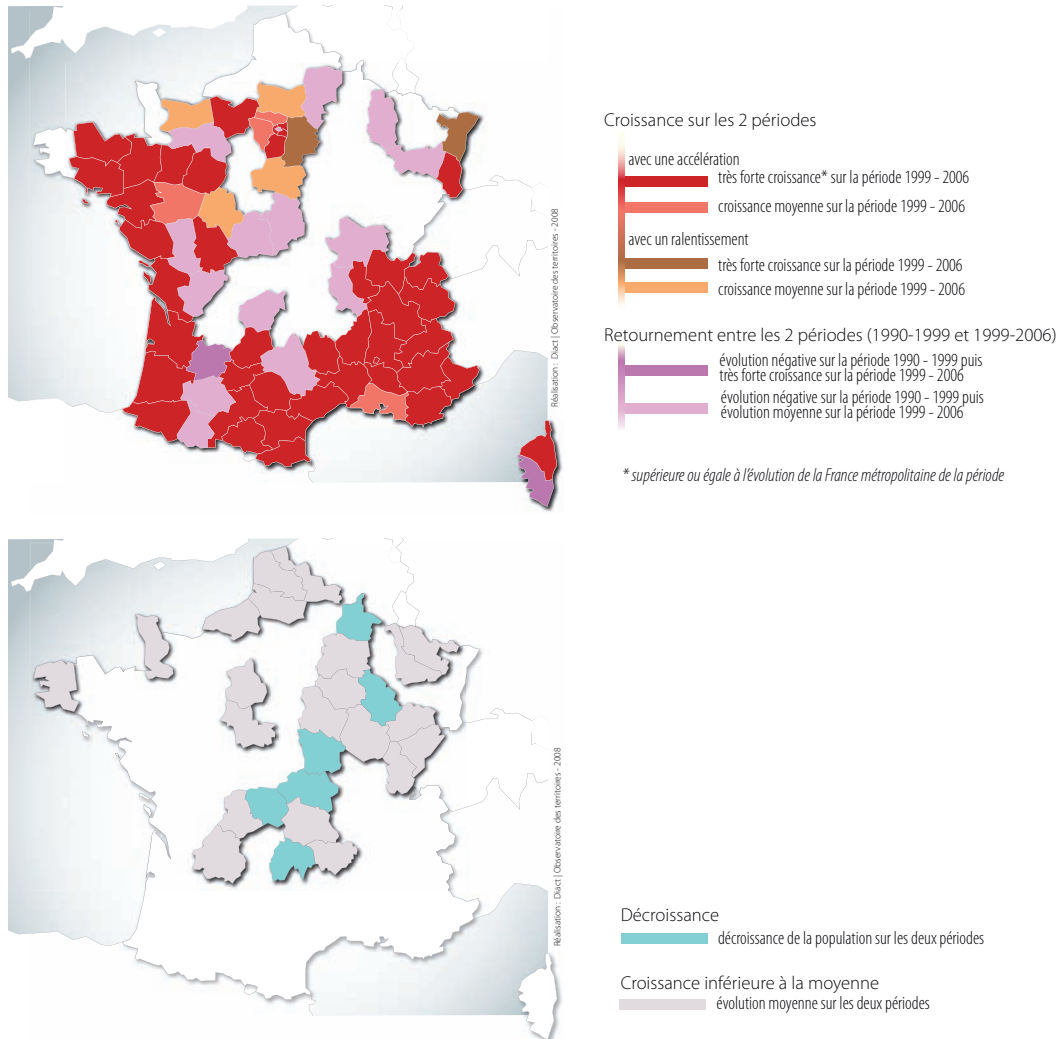 Croissance sur les 2 périodes
avec une accélération
très forte croissance* sur la période 1999 - 2006
croissance moyenne sur la période 1999 - 2006
avec un ralentissement
très forte croissance sur la période 1999 - 2006
croissance moyenne sur la période 1999 - 2006
Retournement entre les 2 périodes (1990-1999 et 1999-2006)
évolution négative sur la période 1990 - 1999 puis
très forte croissance sur la période 1999 - 2006
évolution négative sur la période 1990 - 1999 puis
évolution moyenne sur la période 1999 - 2006
* supérieure ou égale à l'évolution de la France métropolitaine de la période
Réalisation : Diact | Observatoire des territoires - 2008
Décroissance
décroissance de la population sur les deux périodes
Croissance inférieure à la moyenne
évolution moyenne sur les deux périodes
Réalisation : Diact | Observatoire des territoires - 2008